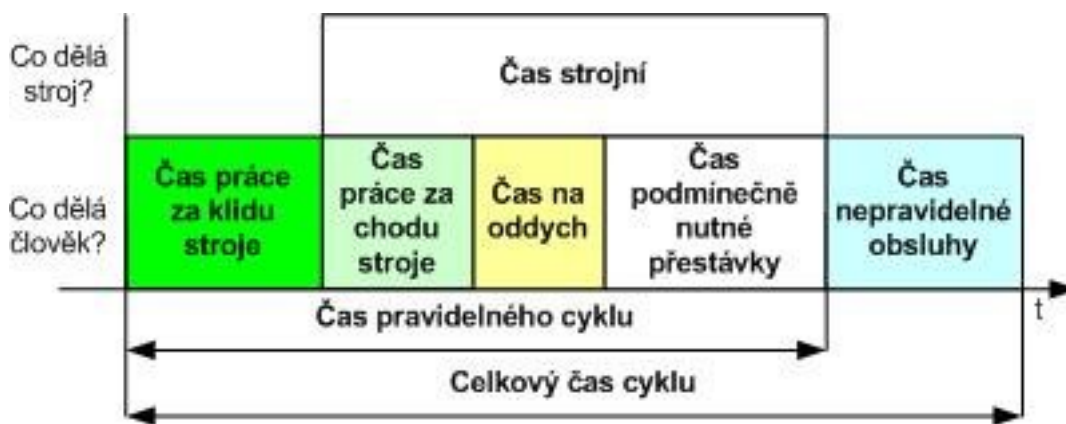 Co dělá
stroj?
Čas strojní
Co dělá
člověk?
Čas práce
za klidu
stroje
Čas
práce za
chodu
stroje
Čas na
oddych
Čas
podmínečně
nutné
přestávky
Čas
nepravidelné
obsluhy
t
Čas pravidelného cyklu
Celkový čas cyklu